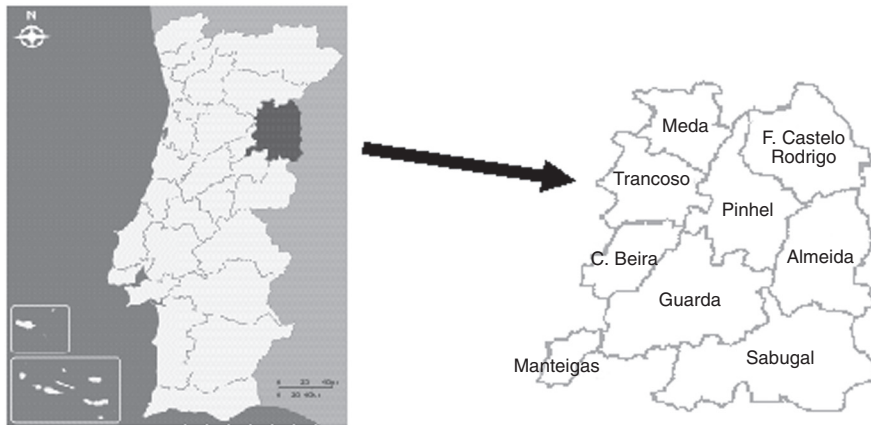 N
Meda
F. Castelo
Rodrigo
Trancoso
Pinhel
C. Beira
Almeida
Guarda
Manteigas
Sabugal